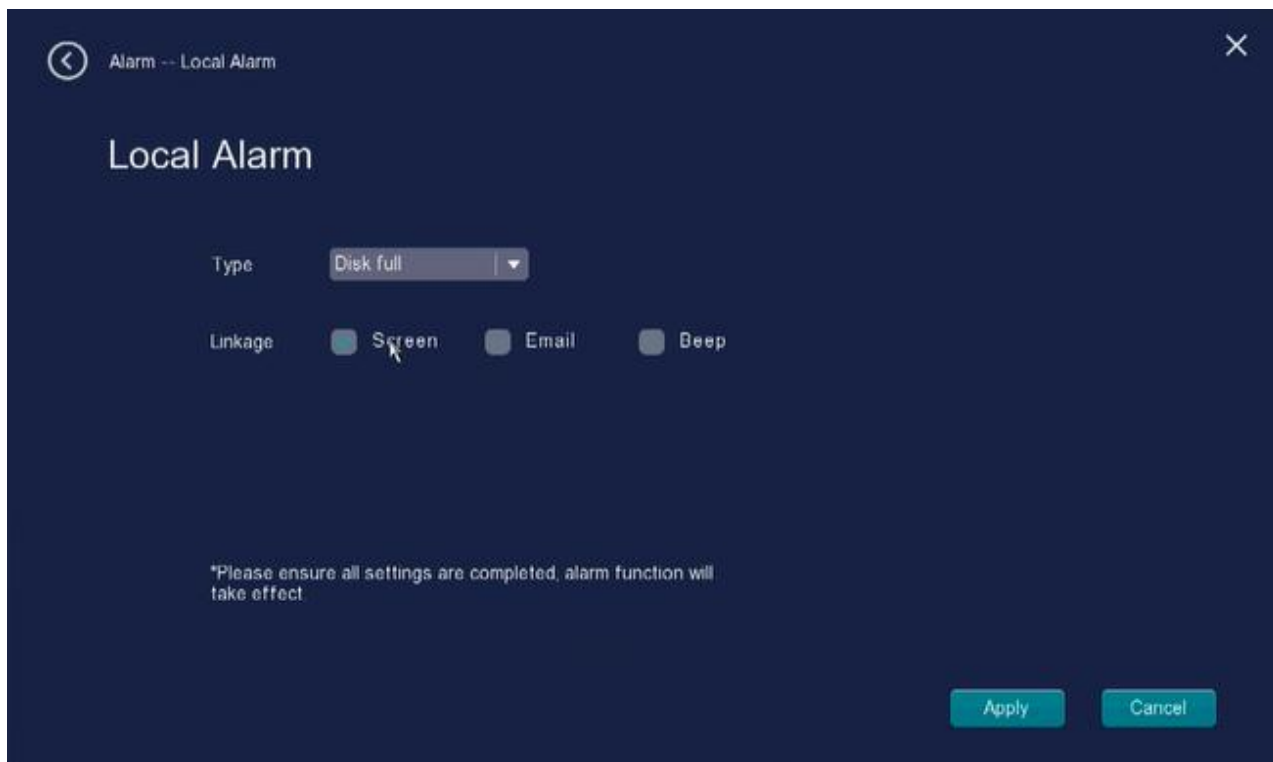 Alarm -- Local Alarm
Local Alarm
Type Disk full
Linkage Screen Email Beep
*Please ensure all settings are completed, alarm function will
take effect
Apply Cancel